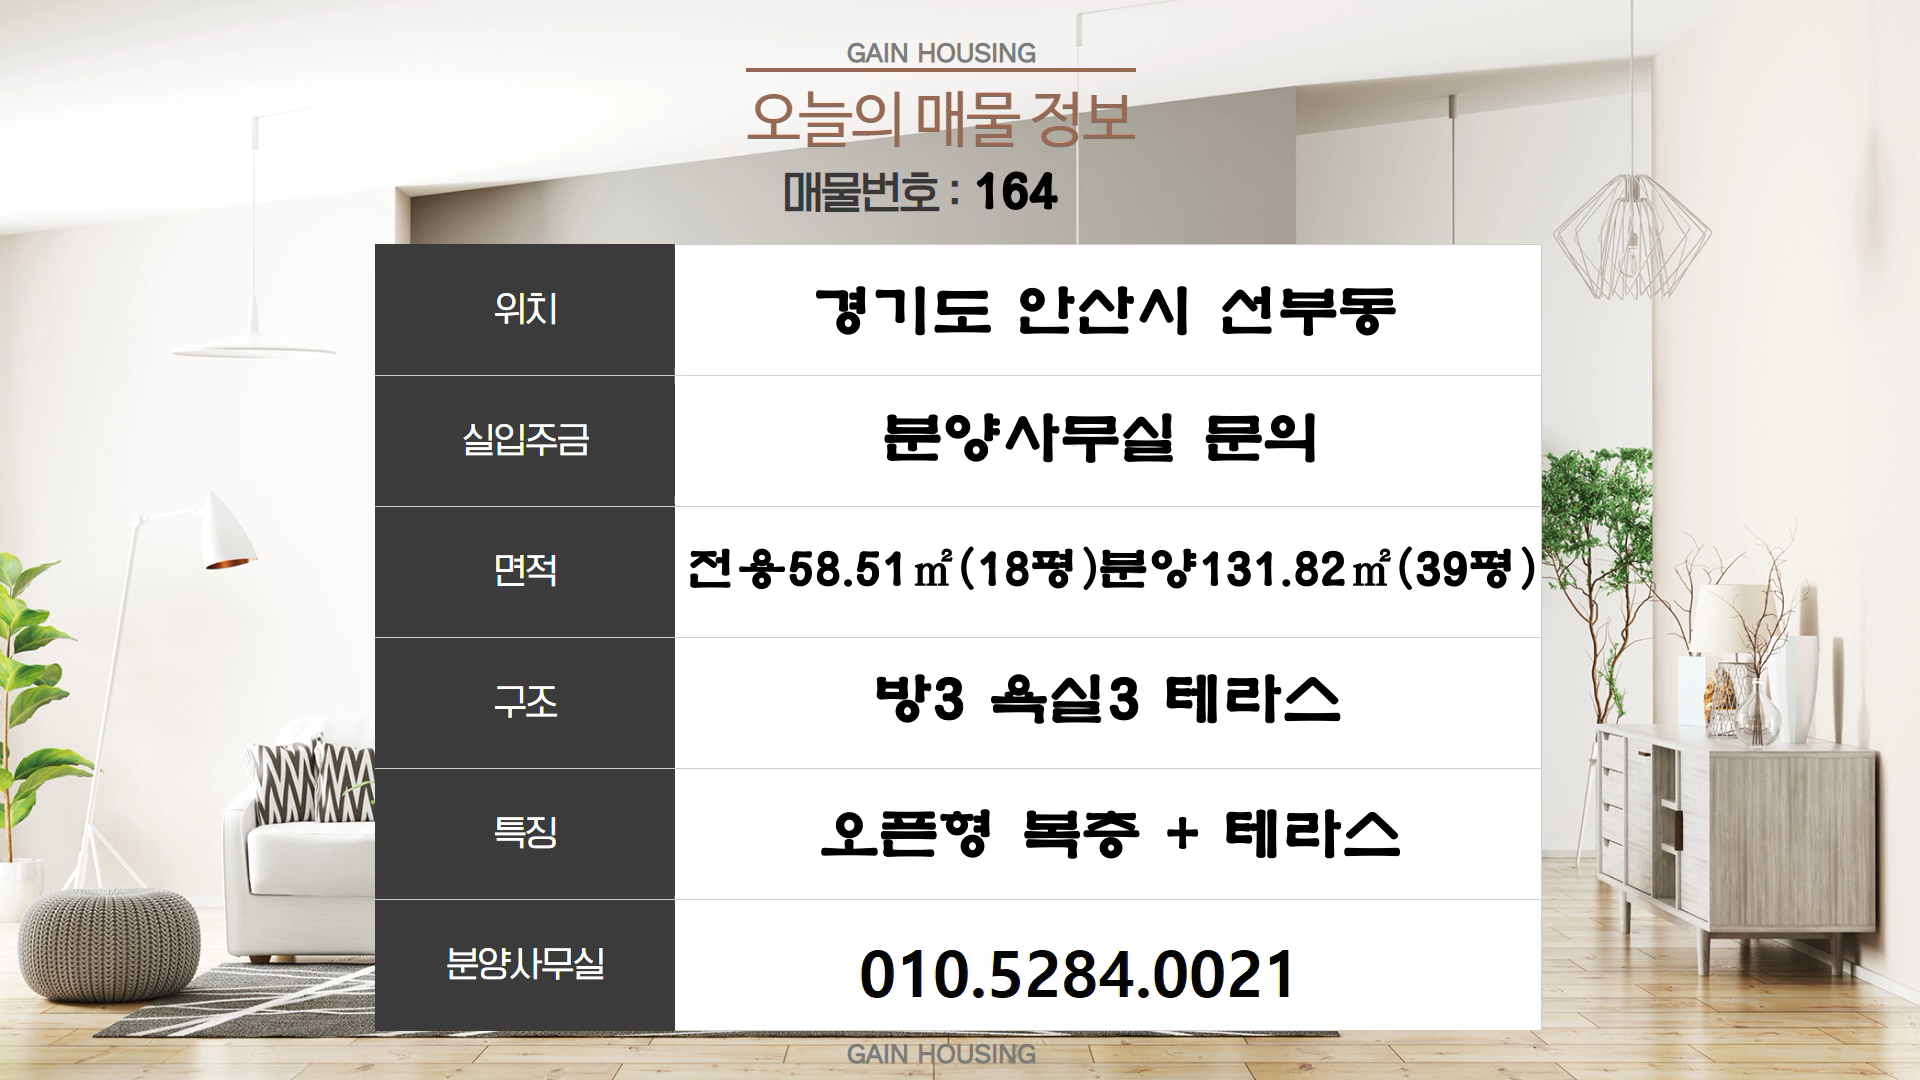 GAIN HOUSING
오늘의 매물 정보
매물번호 : 164
위치 경기도 안산시 선부동
실입주금 분양사무실 문의
면적 전용58.51㎡(18평)분양131.82㎡(39평)
구조 방3 욕실3 테라스
특징 오픈형 복층 + 테라스
분양사무실 010.5284.0021
GAIN HOUSING